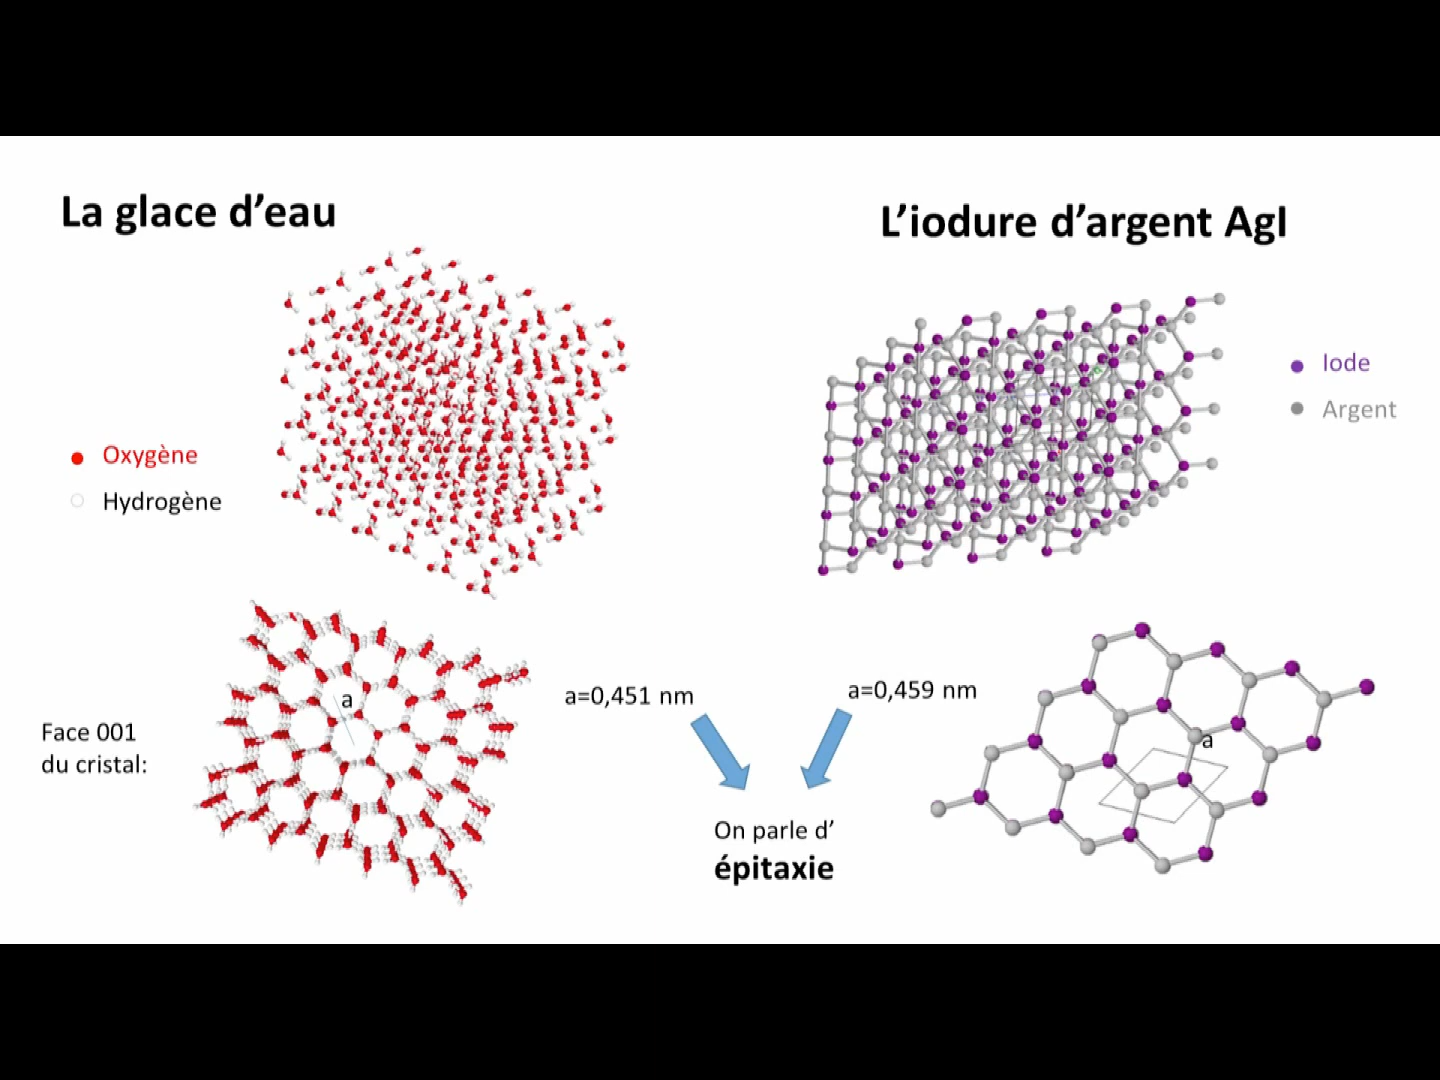 La glace d’eau
L’iodure d’argent AgI
Iode
Argent
Oxygène
Hydrogène
a
a=0,451 nm
a=0,459 nm
a
Face 001
du cristal:
On parle d’
épitaxie